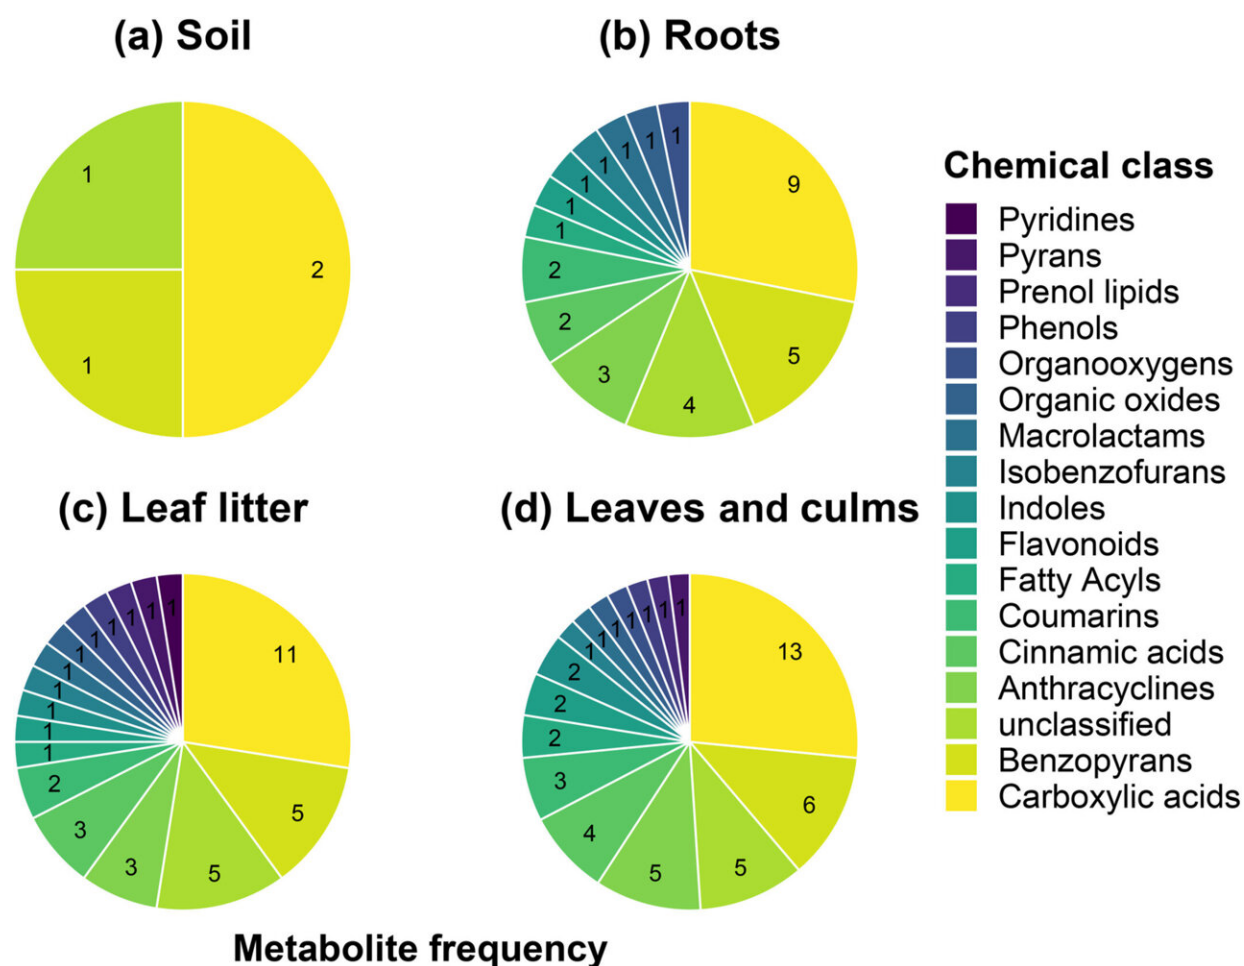 (a) Soil
1
2
1
(b) Roots
1
1
1
1
1
1
1
2
2
3
4
5
9
(c) Leaf litter
1
1
1
1
1
1
1
1
1
1
2
3
3
5
5
11
(d) Leaves and culms
1
1
1
1
1
1
2
2
2
3
4
5
5
6
13
Metabolite frequency
Chemical class
Pyridines
Pyrans
Prenol lipids
Phenols
Organooxygens
Organic oxides
Macrolactams
Isobenzofurans
Indoles
Flavonoids
Fatty Acyls
Coumarins
Cinnamic acids
Anthracyclines
unclassified
Benzopyrans
Carboxylic acids